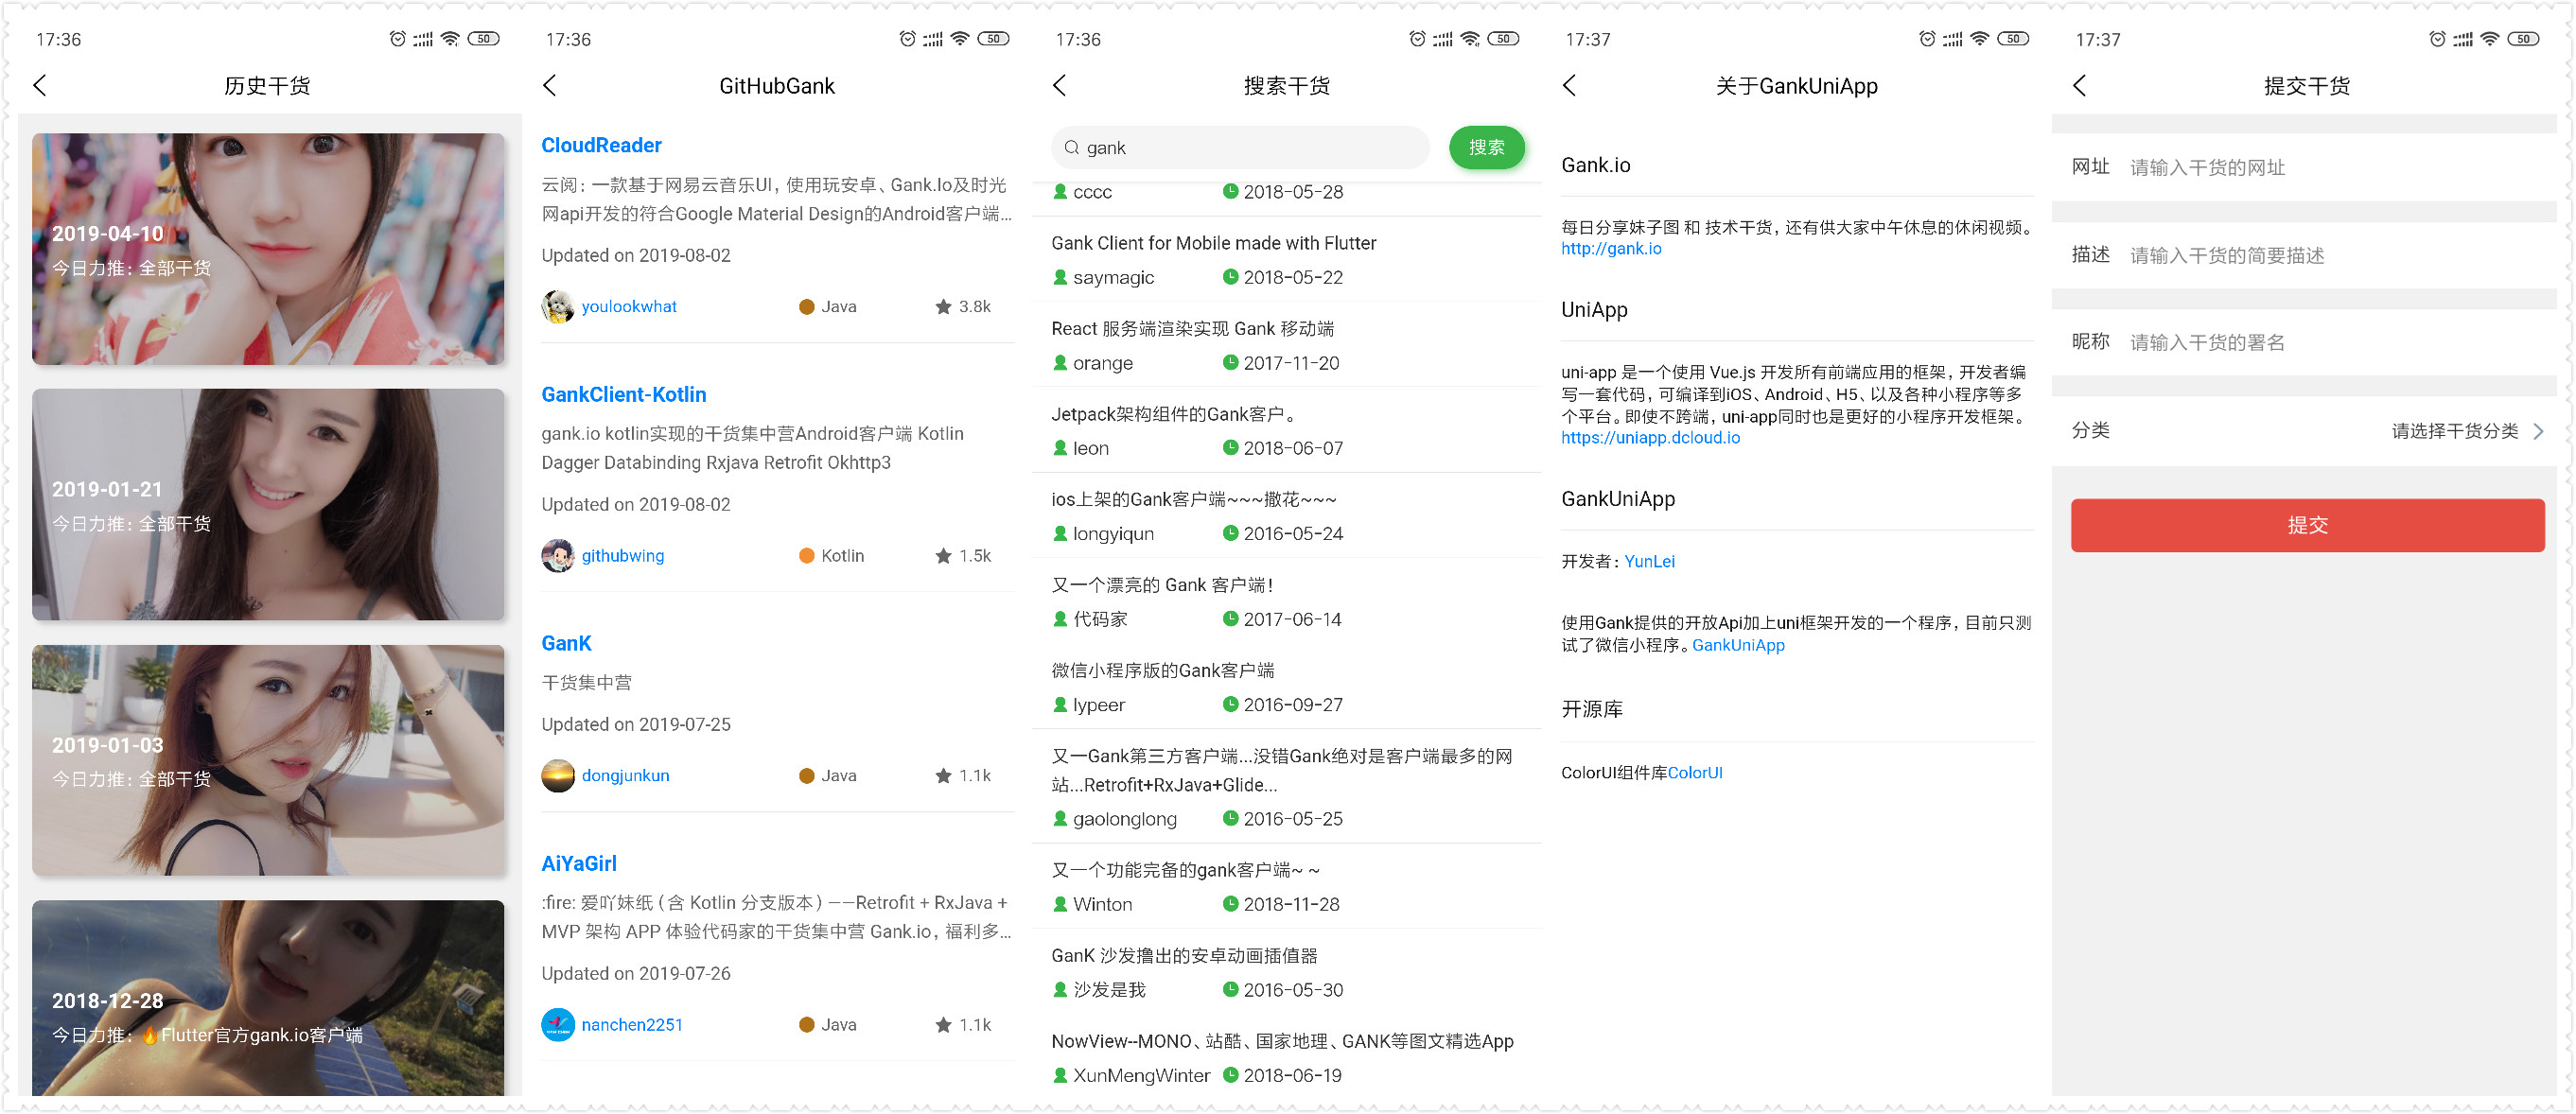 17:36
50
历史干货
2019-04-10
今日力推：全部干货
2019-01-21
今日力推：全部干货
2019-01-03
今日力推：全部干货
2018-12-28
今日力推：🔥Flutter官方gank.io客户端
17:36
50
GitHubGank
CloudReader
云阅：一款基于网易云音乐UI，使用玩安卓、Gank.Io及时光
网api开发的符合Google Material Design的Android客户端...
Updated on 2019-08-02
youlookwhat
Java
3.8k
GankClient-Kotlin
gank.io kotlin实现的干货集中营Android客户端 Kotlin
Dagger Databinding Rxjava Retrofit Okhttp3
Updated on 2019-08-02
githubwing
Kotlin
1.5k
GanK
干货集中营
Updated on 2019-07-25
dongjunkun
Java
1.1k
AiYaGirl
:fire: 爱吖妹纸（含 Kotlin 分支版本）——Retrofit + RxJava +
MVP 架构 APP 体验代码家的干货集中营 Gank.io，福利多...
Updated on 2019-07-26
nanchen2251
Java
1.1k
17:36
50
搜索干货
gank
搜索
cccc
2018-05-28
Gank Client for Mobile made with Flutter
saymagic
2018-05-22
React 服务端渲染实现 Gank 移动端
orange
2017-11-20
Jetpack架构组件的Gank客户。
leon
2018-06-07
ios上架的Gank客户端~~~撒花~~~
longyiqun
2016-05-24
又一个漂亮的 Gank 客户端！
代码家
2017-06-14
微信小程序版的Gank客户端
lypeer
2016-09-27
又一Gank第三方客户端...没错Gank绝对是客户端最多的网
站...Retrofit+RxJava+Glide...
gaolonglong
2016-05-25
又一个功能完备的gank客户端~ ~
Winton
2018-11-28
GanK 沙发撸出的安卓动画插值器
沙发是我
2016-05-30
NowView--MONO、站酷、国家地理、GANK等图文精选App
XunMengWinter
2018-06-19
17:37
50
关于GankUniApp
Gank.io
每日分享妹子图 和 技术干货，还有供大家中午休息的休闲视频。
http://gank.io
UniApp
uni-app 是一个使用 Vue.js 开发所有前端应用的框架，开发者编
写一套代码，可编译到iOS、Android、H5、以及各种小程序等多
个平台。即使不跨端，uni-app同时也是更好的小程序开发框架。
https://uniapp.dcloud.io
GankUniApp
开发者：YunLei
使用Gank提供的开放Api加上uni框架开发的一个程序，目前只测
试了微信小程序。GankUniApp
开源库
ColorUI组件库ColorUI
17:37
50
提交干货
网址
请输入干货的网址
描述
请输入干货的简要描述
昵称
请输入干货的署名
分类
请选择干货分类
提交